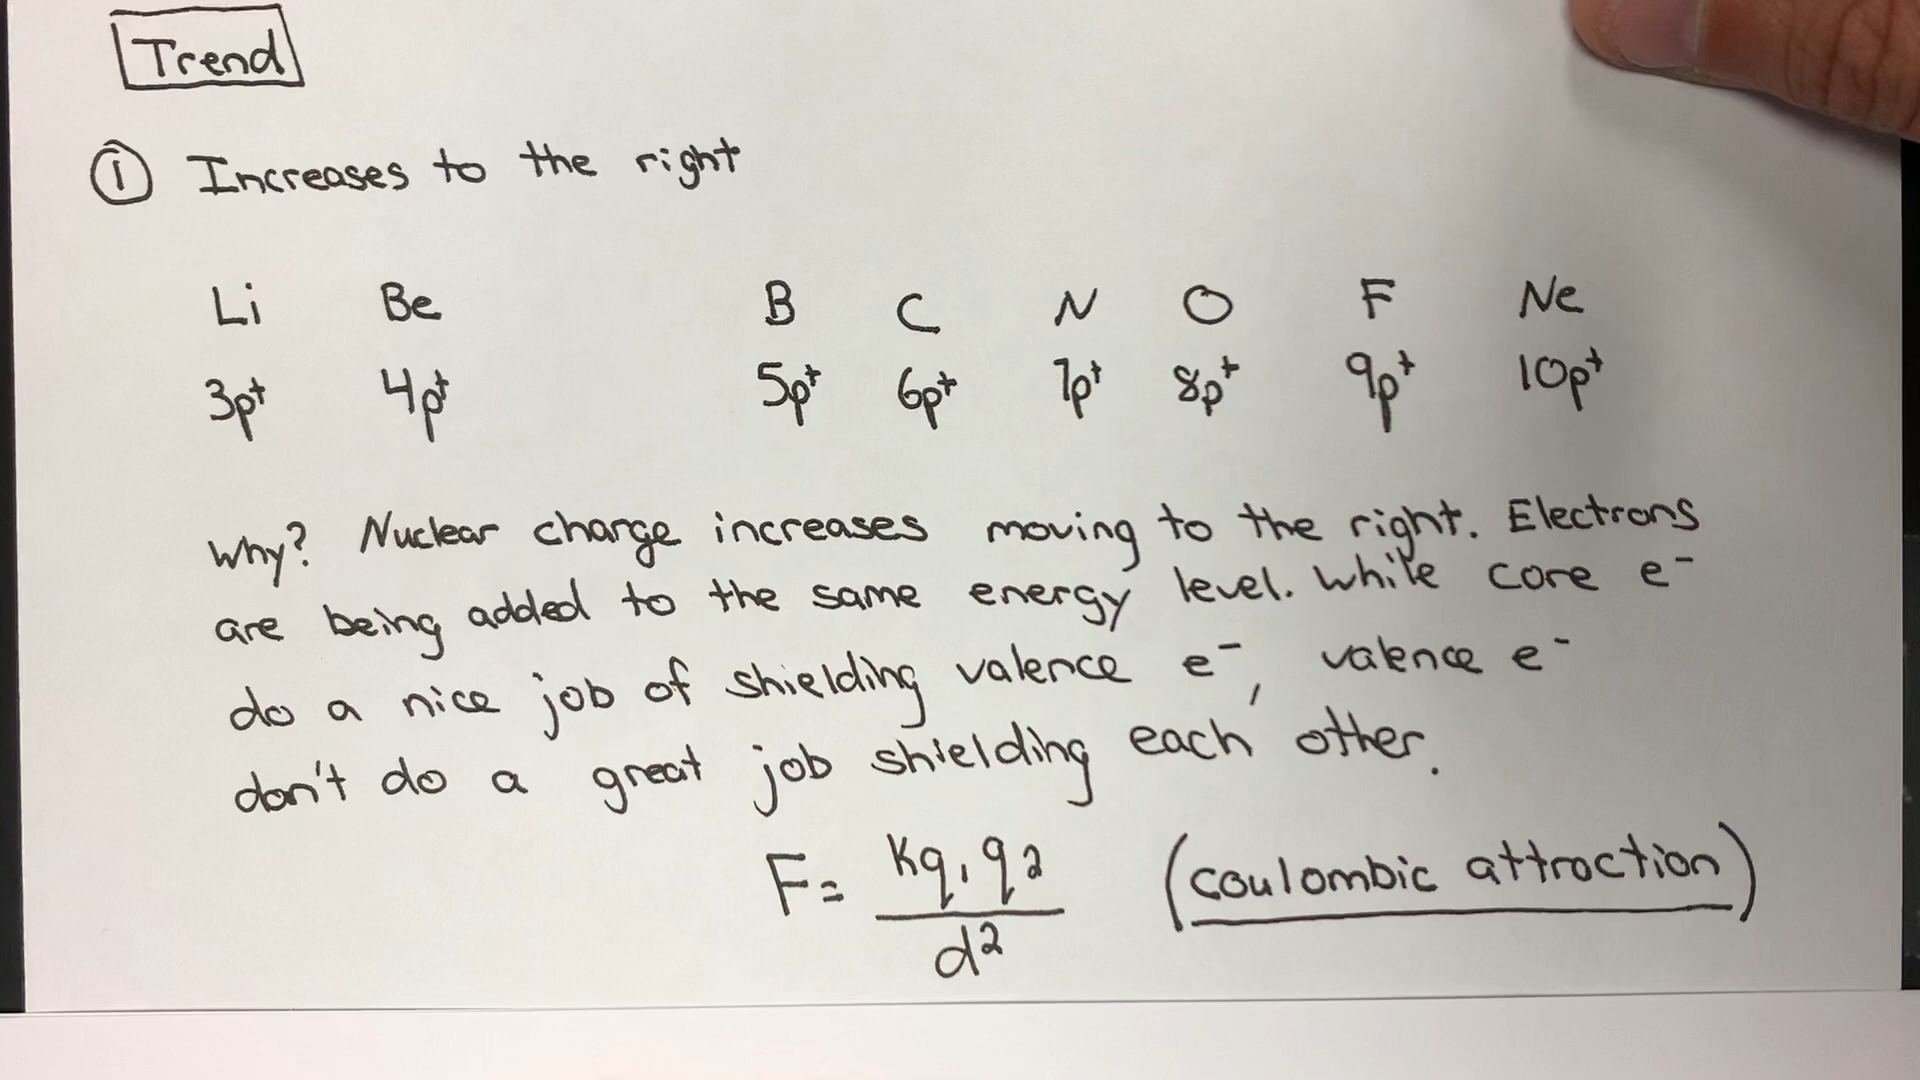 Trend
① Increases to the right
Li Be B C N O F Ne
3p⁺ 4p⁺ 5p⁺ 6p⁺ 7p⁺ 8p⁺ 9p⁺ 10p⁺
Why? Nuclear charge increases moving to the right. Electrons
are being added to the same energy level. While core e⁻
do a nice job of shielding valence e⁻, valence e⁻
don't do a great job shielding each other.
F = kq₁q₂/d² (coulombic attraction)